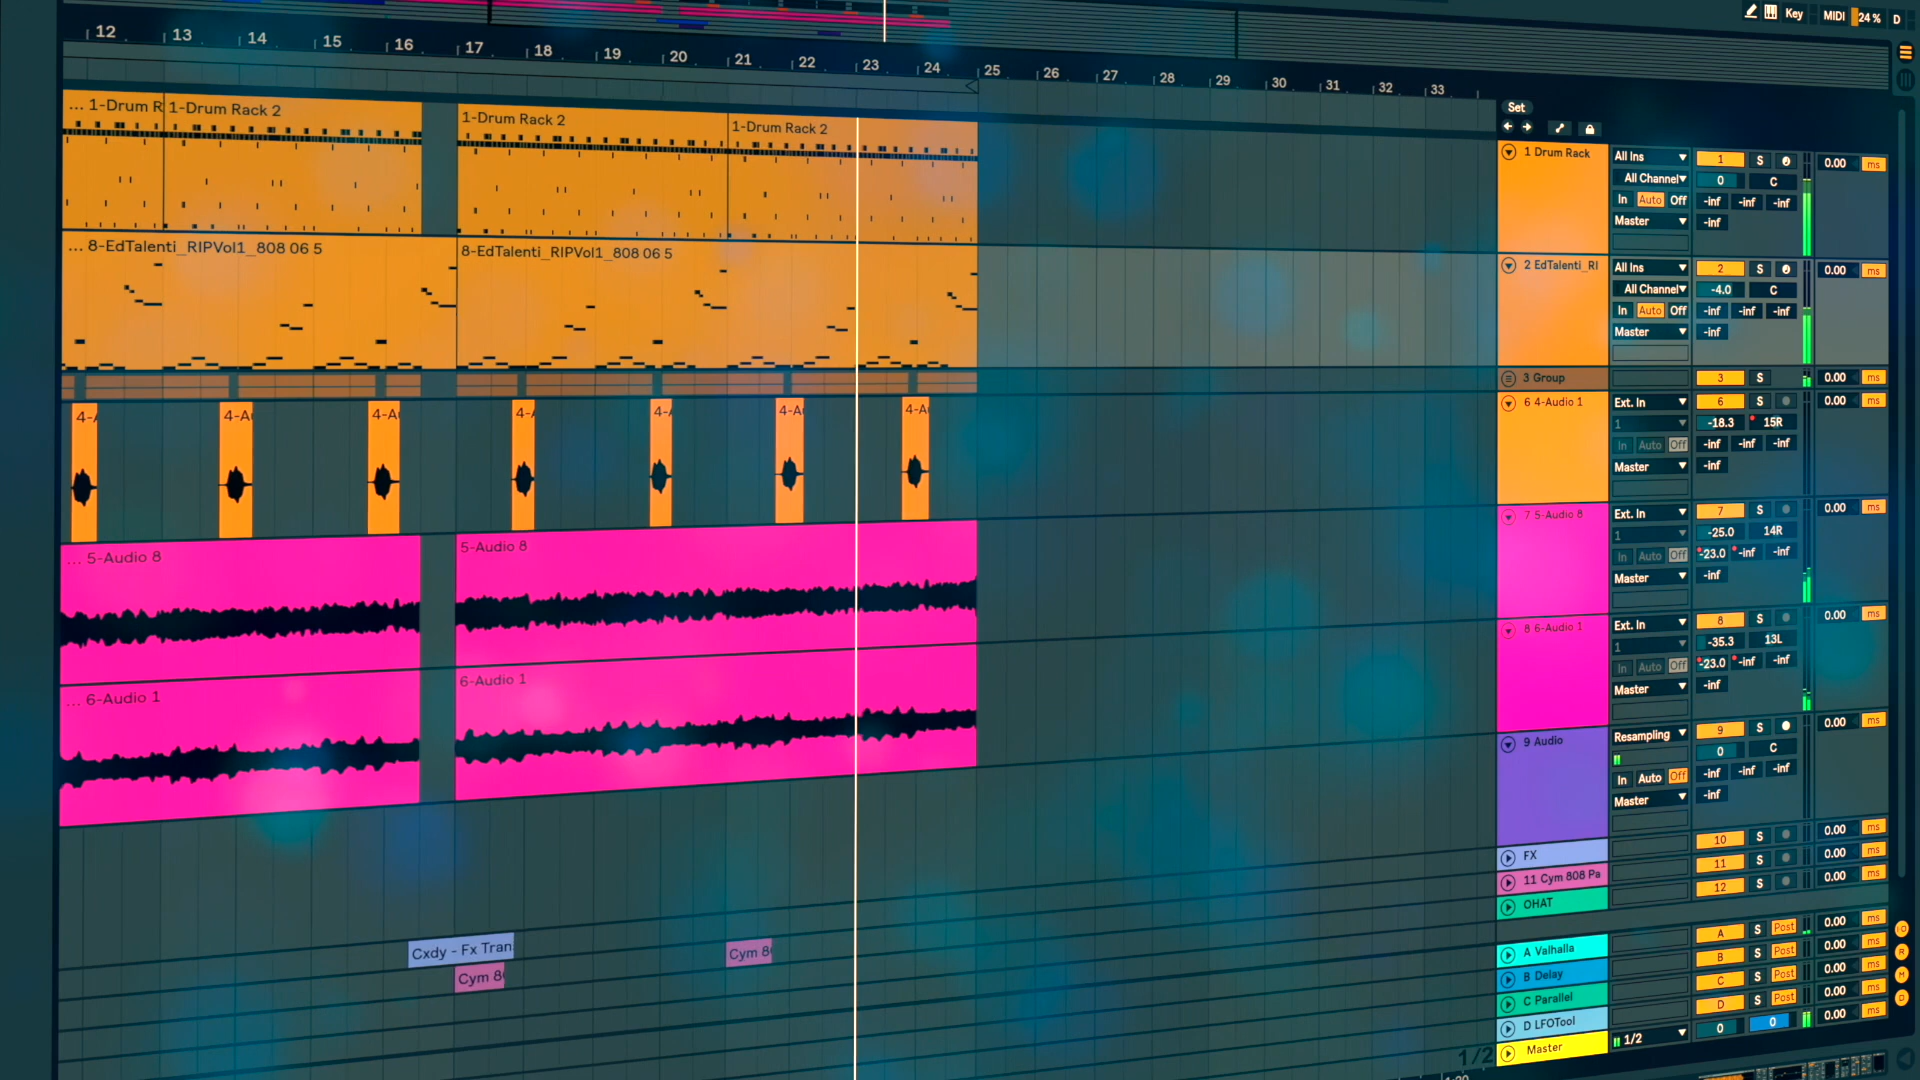 Key MIDI 24 % D
12 13 14 15 16 17 18 19 20 21 22 23 24 25 26 27 28 29 30 31 32 33
Set
... 1-Drum R 1-Drum Rack 2
1-Drum Rack 2
1-Drum Rack 2
1 Drum Rack
All Ins
1 S
0.00 ms
All Channel
0 C
In Auto Off
-inf -inf -inf
Master
-inf
... 8-EdTalenti_RIPVol1_808 06 5
8-EdTalenti_RIPVol1_808 06 5
2 EdTalenti_RI
All Ins
2 S
0.00 ms
All Channel
-4.0 C
In Auto Off
-inf -inf -inf
Master
-inf
3 Group
3 S
0.00 ms
4-A
4-A
4-A
4-A
4-A
4-A
4-A
6 4-Audio 1
Ext. In
6 S
0.00 ms
1
-18.3 15R
In Auto Off
-inf -inf -inf
Master
-inf
... 5-Audio 8
5-Audio 8
7 5-Audio 8
Ext. In
7 S
0.00 ms
1
-25.0 14R
In Auto Off
-23.0 -inf -inf
Master
-inf
... 6-Audio 1
6-Audio 1
8 6-Audio 1
Ext. In
8 S
0.00 ms
1
-35.3 13L
In Auto Off
-23.0 -inf -inf
Master
-inf
9 Audio
Resampling
9 S
0.00 ms
0 C
In Auto Off
-inf -inf -inf
Master
-inf
FX
10 S
0.00 ms
11 Cym 808 Pa
11 S
0.00 ms
OHAT
12 S
0.00 ms
Cxdy - Fx Tran
Cym 8
Cym 8
A Valhalla
A S Post
0.00 ms
B Delay
B S Post
0.00 ms
C Parallel
C S Post
0.00 ms
D LFOTool
D S Post
0.00 ms
1/2
Master
1/2
0 0
0.00 ms